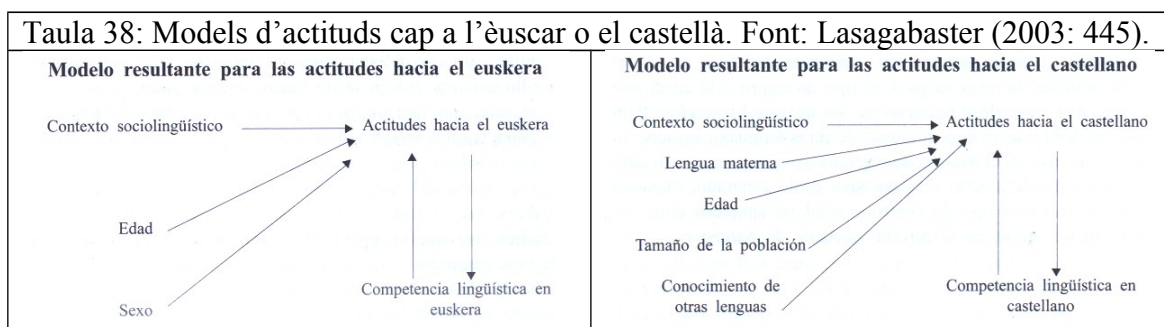 Taula 38: Models d’actituds cap a l’èuscar o el castellà. Font: Lasagabaster (2003: 445).
Modelo resultante para las actitudes hacia el euskera
Contexto sociolingüístico
Actitudes hacia el euskera
Edad
Sexo
Competencia lingüística en
euskera
Modelo resultante para las actitudes hacia el castellano
Contexto sociolingüístico
Actitudes hacia el castellano
Lengua materna
Edad
Tamaño de la población
Conocimiento de
otras lenguas
Competencia lingüística en
castellano